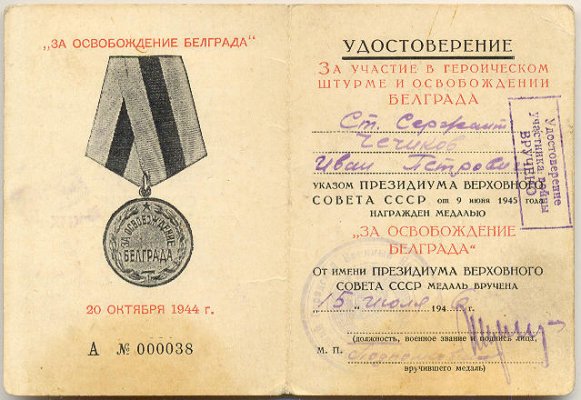 „ЗА ОСВОБОЖДЕНИЕ БЕЛГРАДА“
ЗА ОСВОБОЖДЕНИЕ
БЕЛГРАДА
20 ОКТЯБРЯ 1944 г.
А № 000038
УДОСТОВЕРЕНИЕ
ЗА УЧАСТИЕ В ГЕРОИЧЕСКОМ
ШТУРМЕ И ОСВОБОЖДЕНИИ
БЕЛГРАДА
Ст. Сержант
Чечиков
Иван Петрович
УКАЗОМ ПРЕЗИДИУМА ВЕРХОВНОГО
СОВЕТА СССР от 9 июня 1945 года
НАГРАЖДЕН МЕДАЛЬЮ
„ЗА ОСВОБОЖДЕНИЕ
БЕЛГРАДА“
ОТ ИМЕНИ ПРЕЗИДИУМА ВЕРХОВНОГО
СОВЕТА СССР МЕДАЛЬ ВРУЧЕНА
„15“ июля 1946 г.
(должность, военное звание и подпись лица,
М. П.
вручившего медаль)
Удостоверение
участника войны
ВРУЧЕНО